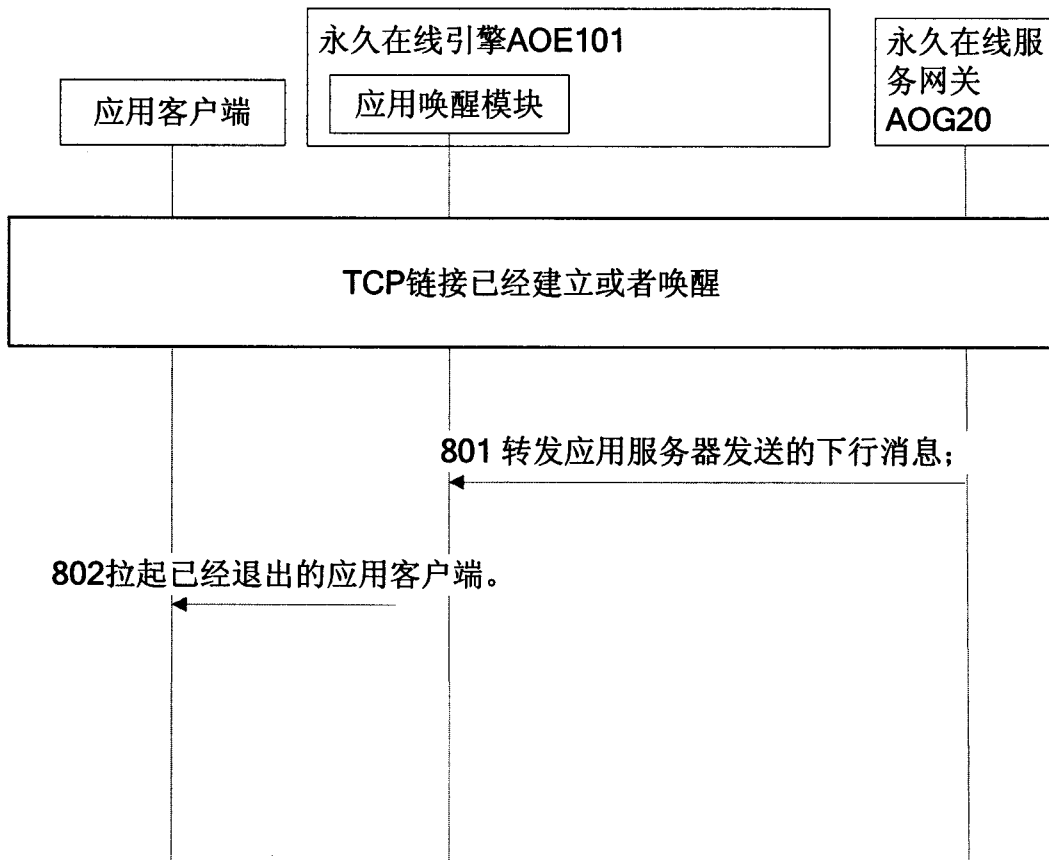 永久在线引擎AOE101
应用客户端
应用唤醒模块
永久在线服
务网关
AOG20
TCP链接已经建立或者唤醒
801 转发应用服务器发送的下行消息；
802拉起已经退出的应用客户端。